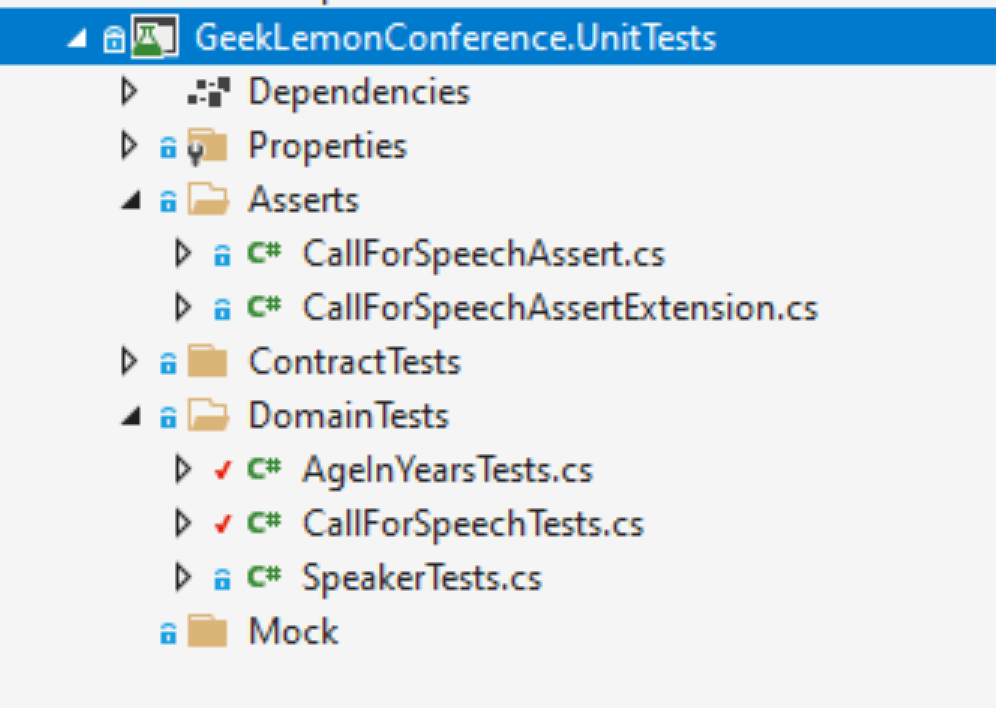 GeekLemonConference.UnitTests
Dependencies
Properties
Asserts
C# CallForSpeechAssert.cs
C# CallForSpeechAssertExtension.cs
ContractTests
DomainTests
C# AgeInYearsTests.cs
C# CallForSpeechTests.cs
C# SpeakerTests.cs
Mock